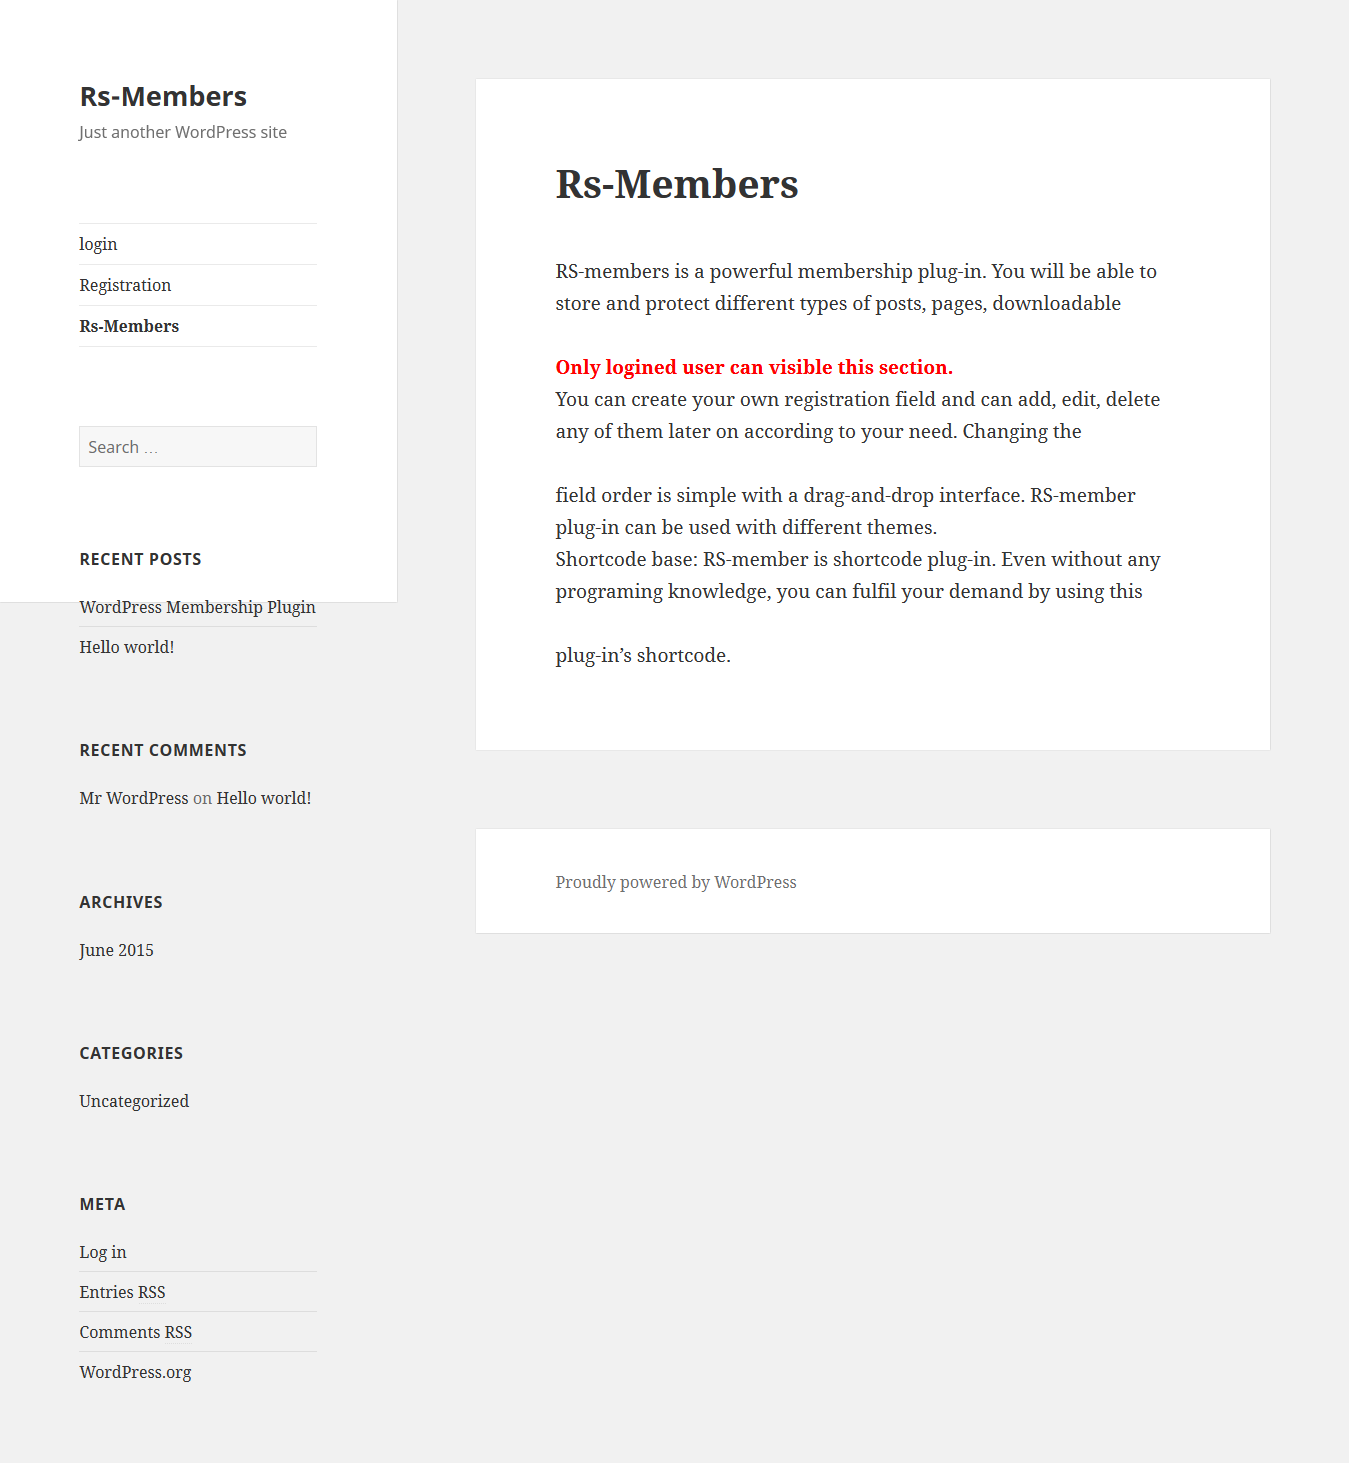 Rs-Members
Just another WordPress site
login
Registration
Rs-Members
Search …
RECENT POSTS
WordPress Membership Plugin
Hello world!
RECENT COMMENTS
Mr WordPress on Hello world!
ARCHIVES
June 2015
CATEGORIES
Uncategorized
META
Log in
Entries RSS
Comments RSS
WordPress.org
Rs-Members
RS-members is a powerful membership plug-in. You will be able to
store and protect different types of posts, pages, downloadable
Only logined user can visible this section.
You can create your own registration field and can add, edit, delete
any of them later on according to your need. Changing the
field order is simple with a drag-and-drop interface. RS-member
plug-in can be used with different themes.
Shortcode base: RS-member is shortcode plug-in. Even without any
programing knowledge, you can fulfil your demand by using this
plug-in’s shortcode.
Proudly powered by WordPress